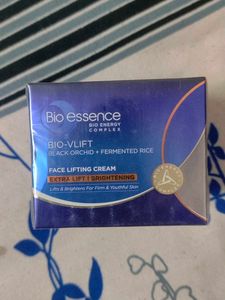 Bio essence
BIO ENERGY
COMPLEX
BIO-VLIFT
BLACK ORCHID + FERMENTED RICE
FACE LIFTING CREAM
EXTRA LIFT | BRIGHTENING
Lifts & Brightens For Firm & Youthful Skin